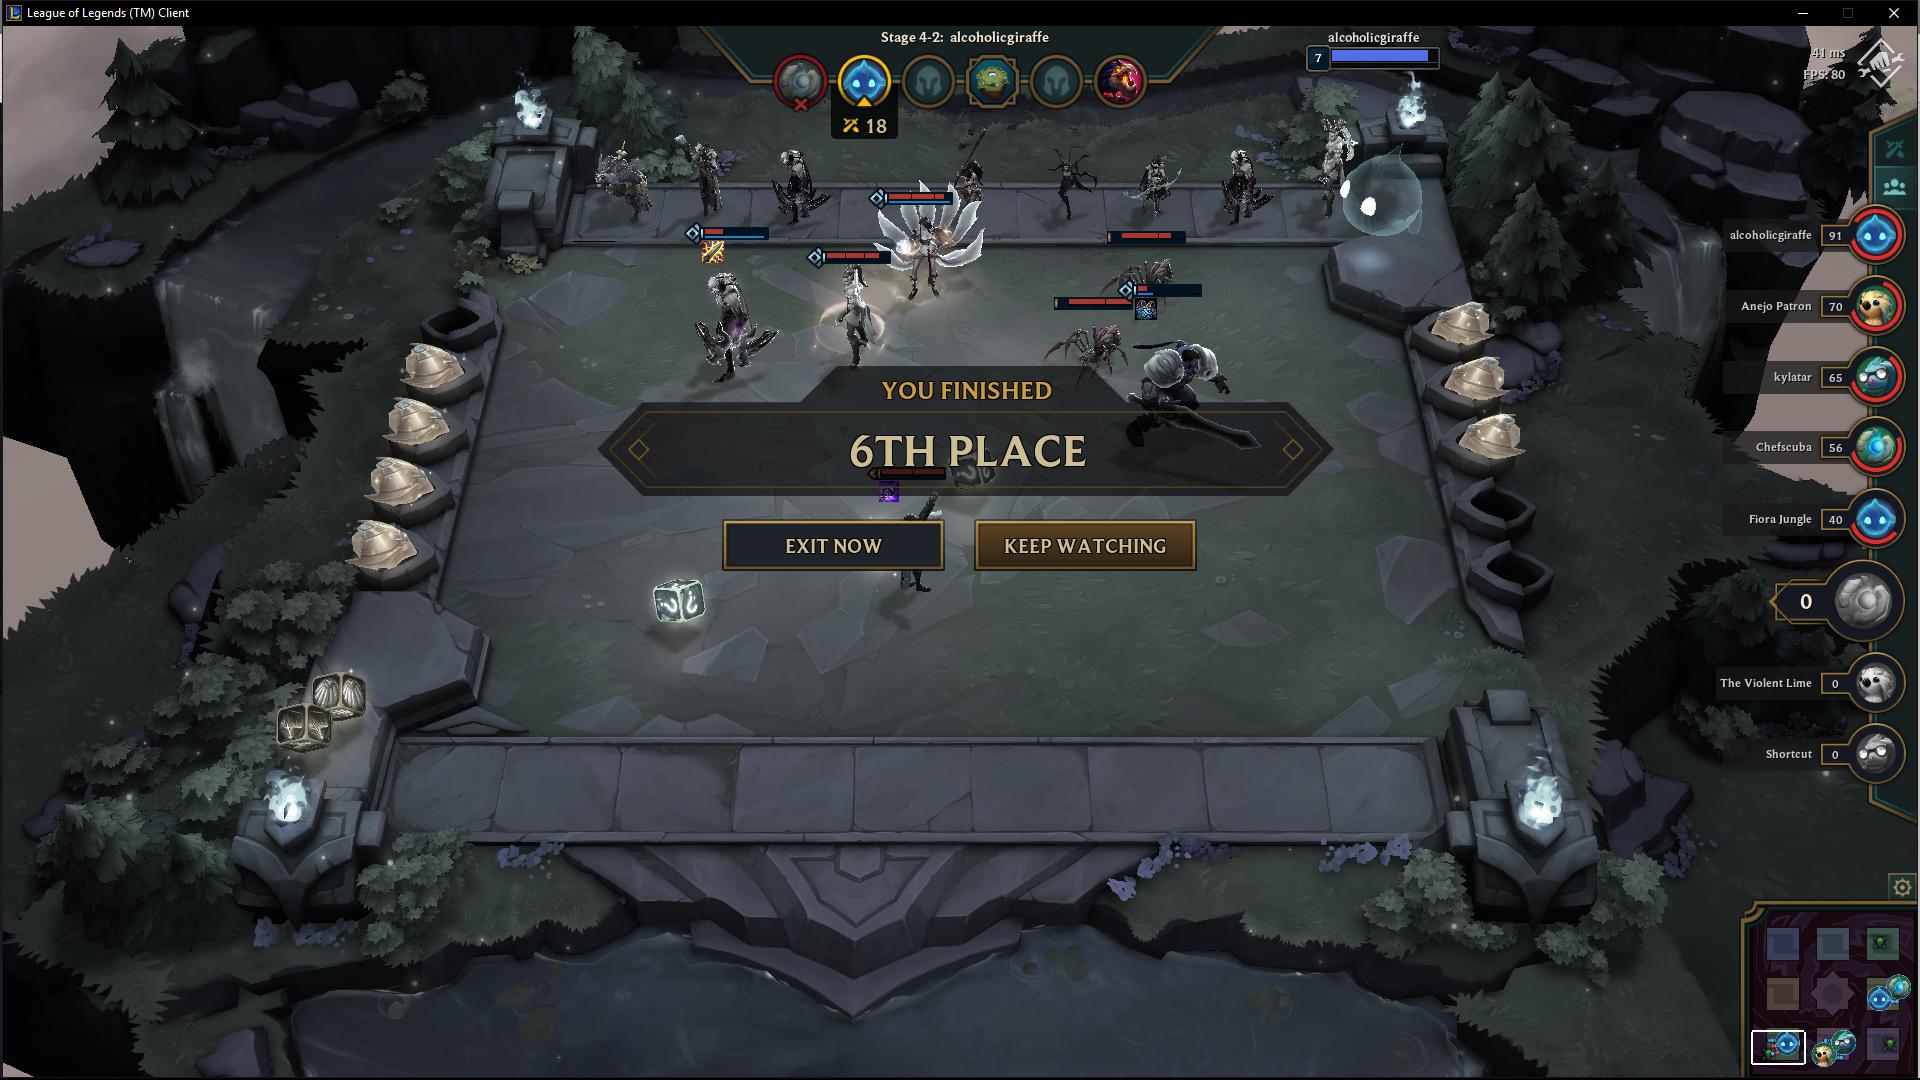 League of Legends (TM) Client
Stage 4-2: alcoholicgiraffe
18
alcoholicgiraffe
7
41 ms
FPS: 80
alcoholicgiraffe 91
Anejo Patron 70
kylatar 65
YOU FINISHED
6TH PLACE
Chefscuba 56
Fiora Jungle 40
EXIT NOW
KEEP WATCHING
0
The Violent Lime 0
Shortcut 0